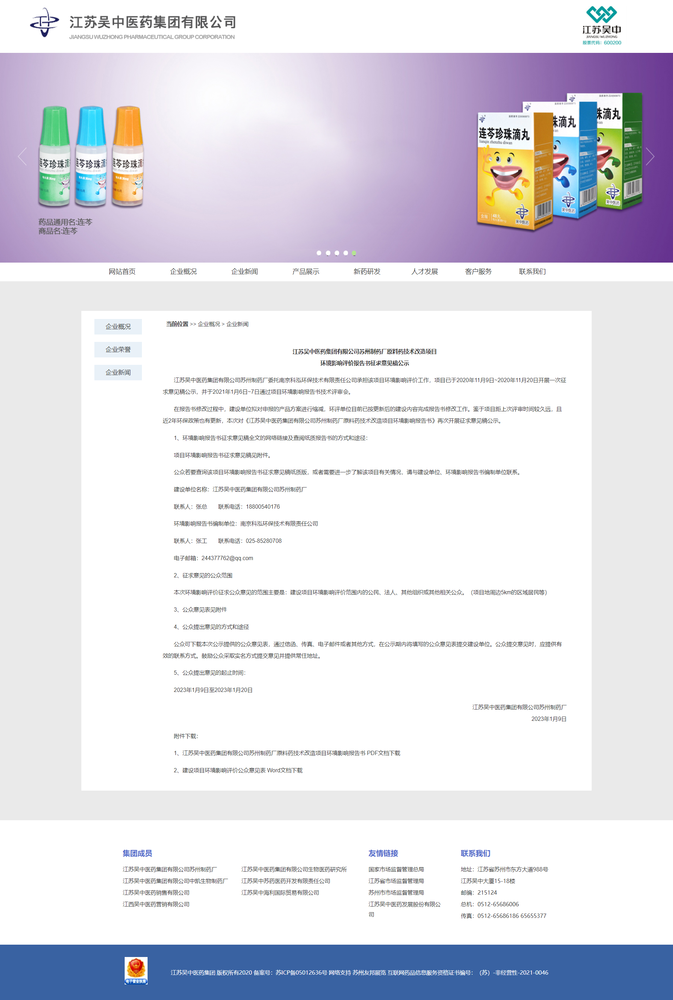 江苏吴中医药集团有限公司
JIANGSU WUZHONG PHARMACEUTICAL GROUP CORPORATION
江苏吴中
JIANGSU WUZHONG
股票代码：600200
国药准字 Z20090673
国药准字 Z20090673
国药准字 Z20090673
连芩珍珠滴丸
lianqin zhenzhu diwan
珠滴丸
珠滴丸
连芩珍珠滴
连芩珍珠滴
连芩珍珠滴
48丸
吴中医药
吴中医药
吴中医药
药品通用名:连芩
商品名:连芩
网站首页 企业概况 企业新闻 产品展示 新药研发 人才发展 客户服务 联系我们
企业概况
企业荣誉
企业新闻
当前位置 >> 企业概况 > 企业新闻
江苏吴中医药集团有限公司苏州制药厂原料药技术改造项目
环境影响评价报告书征求意见稿公示
江苏吴中医药集团有限公司苏州制药厂委托南京科泓环保技术有限责任公司承担该项目环境影响评价工作，项目已于2020年11月9日~2020年11月20日开展一次征
求意见稿公示，并于2021年1月6日~7日通过项目环境影响报告书技术评审会。
在报告书修改过程中，建设单位拟对申报的产品方案进行缩减，环评单位目前已按更新后的建设内容完成报告书修改工作。鉴于项目距上次评审时间较久远，且
近2年环保政策也有更新，本次对《江苏吴中医药集团有限公司苏州制药厂原料药技术改造项目环境影响报告书》再次开展征求意见稿公示。
1、环境影响报告书征求意见稿全文的网络链接及查阅纸质报告书的方式和途径：
项目环境影响报告书征求意见稿见附件。
公众若要查询该项目环境影响报告书征求意见稿纸质版，或者需要进一步了解该项目有关情况，请与建设单位、环境影响报告书编制单位联系。
建设单位名称：江苏吴中医药集团有限公司苏州制药厂
联系人：张总　　联系电话：18800540176
环境影响报告书编制单位：南京科泓环保技术有限责任公司
联系人：张工　　联系电话：025-85280708
电子邮箱：244377762@qq.com
2、征求意见的公众范围
本次环境影响评价征求公众意见的范围主要是：建设项目环境影响评价范围内的公民、法人、其他组织或其他相关公众。（项目地周边5km的区域居民等）
3、公众意见表见附件
4、公众提出意见的方式和途径
公众可下载本次公示提供的公众意见表，通过信函、传真、电子邮件或者其他方式，在公示期内将填写的公众意见表提交建设单位。公众提交意见时，应提供有
效的联系方式。鼓励公众采取实名方式提交意见并提供常住地址。
5、公众提出意见的起止时间：
2023年1月9日至2023年1月20日
江苏吴中医药集团有限公司苏州制药厂
2023年1月9日
附件下载：
1、江苏吴中医药集团有限公司苏州制药厂原料药技术改造项目环境影响报告书 PDF文档下载
2、建设项目环境影响评价公众意见表 Word文档下载
集团成员
江苏吴中医药集团有限公司苏州制药厂
江苏吴中医药集团有限公司中凯生物制药厂
江苏吴中医药销售有限公司
江西吴中医药营销有限公司
江苏吴中医药集团有限公司生物医药研究所
江苏吴中苏药医药开发有限责任公司
江苏吴中海利国际贸易有限公司
友情链接
国家市场监督管理总局
江苏省市场监督管理局
苏州市市场监督管理局
江苏吴中医药发展股份有限公
司
联系我们
地址：江苏省苏州市东方大道988号
江苏吴中大厦15-18楼
邮编：215124
总机：0512-65686006
传真：0512-65686186 65655377
电子营业执照
江苏吴中医药集团 版权所有2020 备案号：苏ICP备05012636号 网络支持 苏州友邦展览 互联网药品信息服务资格证书编号：（苏）-非经营性-2021-0046